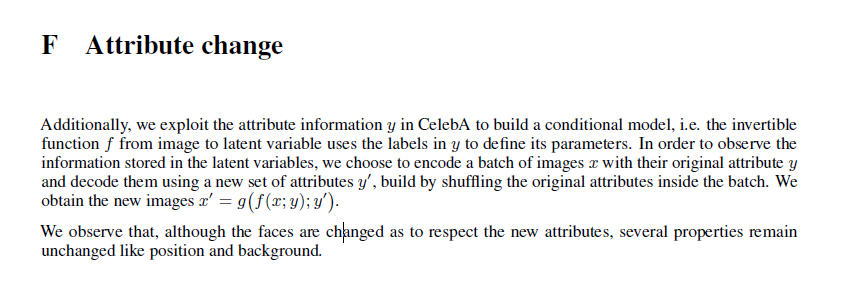 F Attribute change
Additionally, we exploit the attribute information y in CelebA to build a conditional model, i.e. the invertible
function f from image to latent variable uses the labels in y to define its parameters. In order to observe the
information stored in the latent variables, we choose to encode a batch of images x with their original attribute y
and decode them using a new set of attributes y′, build by shuffling the original attributes inside the batch. We
obtain the new images x′ = g(f(x; y); y′).
We observe that, although the faces are changed as to respect the new attributes, several properties remain
unchanged like position and background.